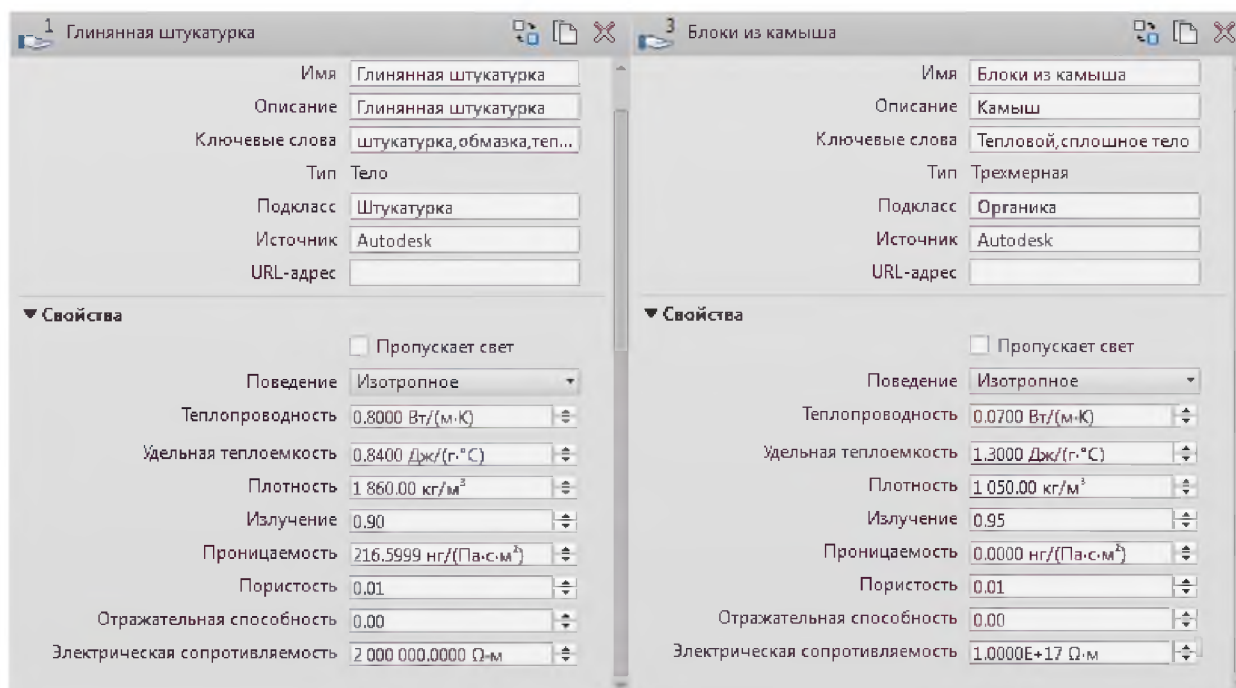 1 Глинянная штукатурка
Имя Глинянная штукатурка
Описание Глинянная штукатурка
Ключевые слова штукатурка,обмазка,теп...
Тип Тело
Подкласс Штукатурка
Источник Autodesk
URL-адрес
Свойства
Пропускает свет
Поведение Изотропное
Теплопроводность 0.8000 Вт/(м·К)
Удельная теплоемкость 0.8400 Дж/(г·°C)
Плотность 1 860.00 кг/м³
Излучение 0.90
Проницаемость 216.5999 нг/(Па·с·м²)
Пористость 0.01
Отражательная способность 0.00
Электрическая сопротивляемость 2 000 000.0000 Ω·м
3 Блоки из камыша
Имя Блоки из камыша
Описание Камыш
Ключевые слова Тепловой,сплошное тело
Тип Трехмерная
Подкласс Органика
Источник Autodesk
URL-адрес
Свойства
Пропускает свет
Поведение Изотропное
Теплопроводность 0.0700 Вт/(м·К)
Удельная теплоемкость 1.3000 Дж/(г·°C)
Плотность 1 050.00 кг/м³
Излучение 0.95
Проницаемость 0.0000 нг/(Па·с·м²)
Пористость 0.01
Отражательная способность 0.00
Электрическая сопротивляемость 1.0000E+17 Ω·м